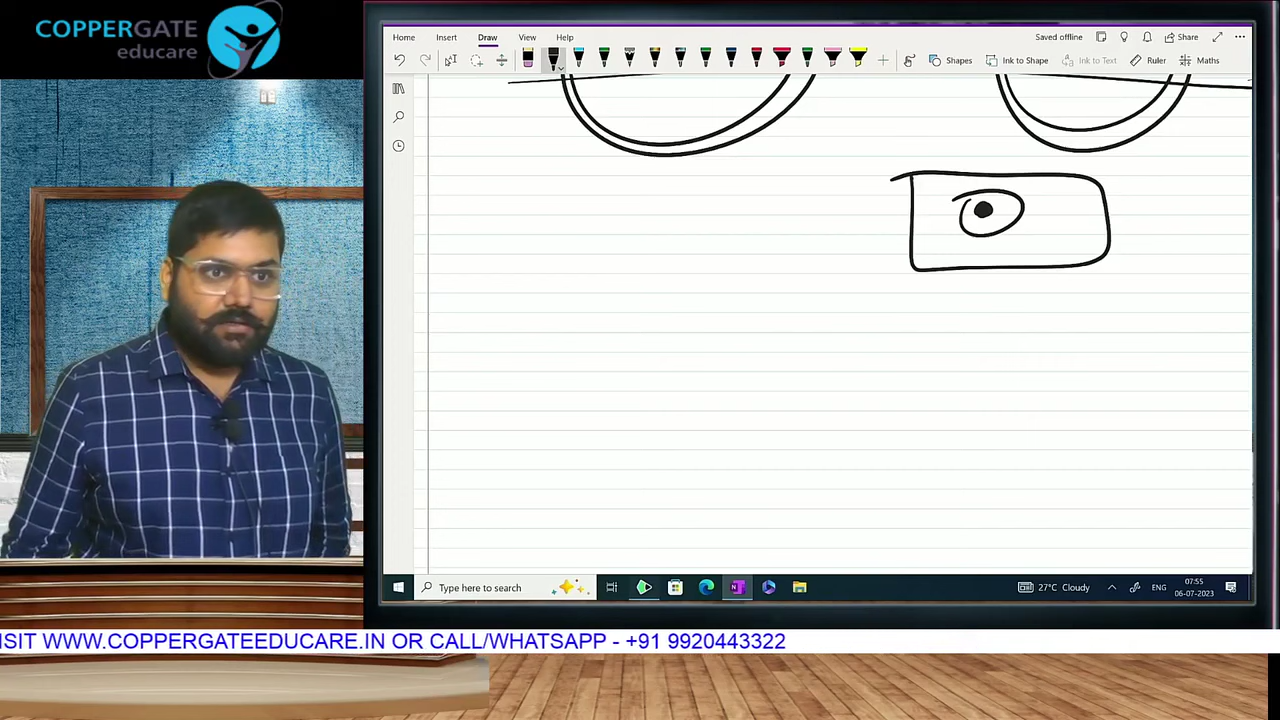 COPPERGATE
educare
Home Insert Draw View Help
Saved offline
Share
Shapes
Ink to Shape
Ink to Text
Ruler
Maths
Type here to search
27°C Cloudy
ENG
07:55
06-07-2023
SIT WWW.COPPERGATEEDUCARE.IN OR CALL/WHATSAPP - +91 9920443322